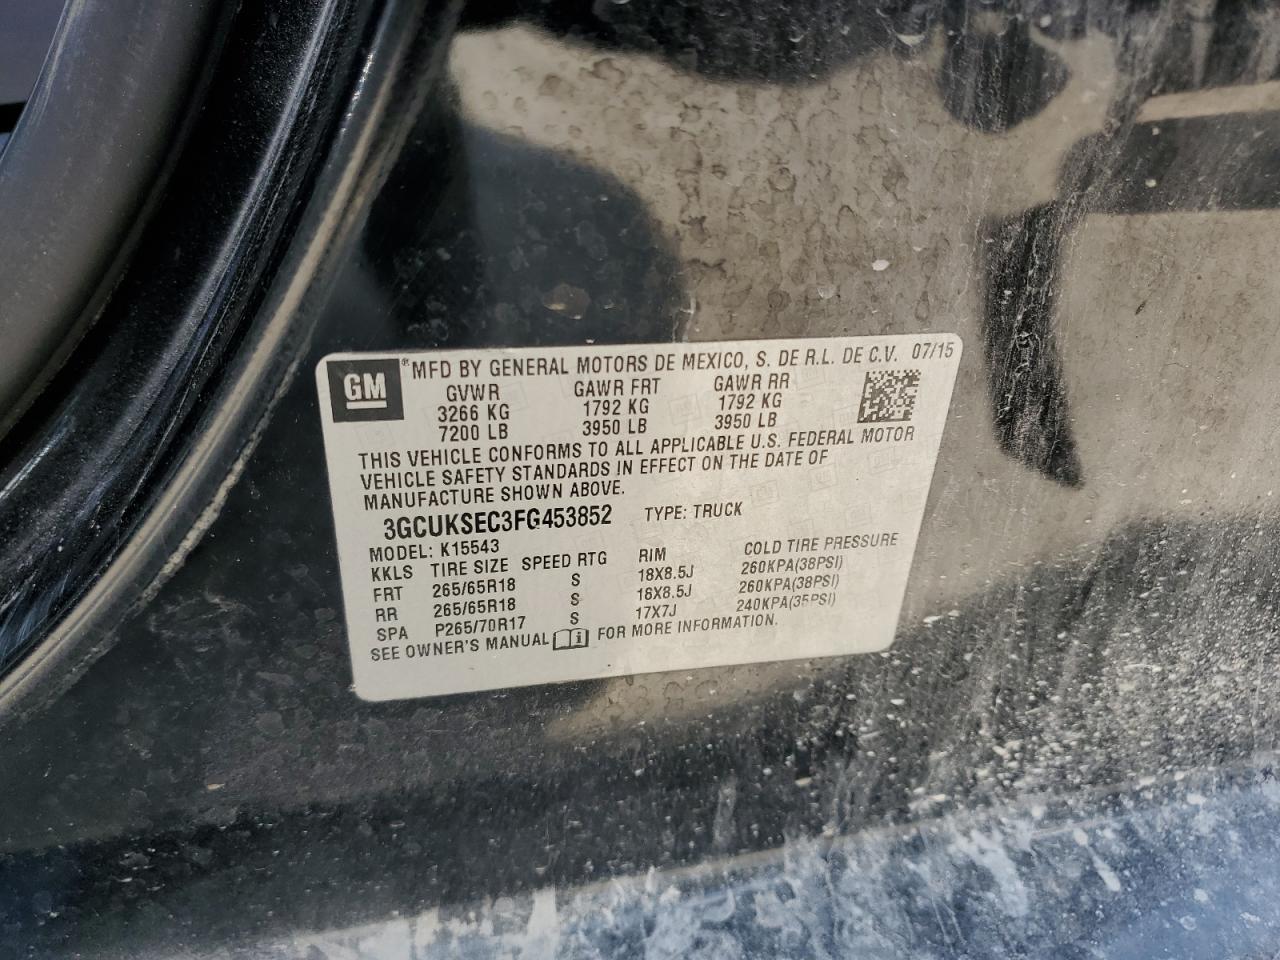 GM
®MFD BY GENERAL MOTORS DE MEXICO, S. DE R.L. DE C.V. 07/15
GVWR GAWR FRT GAWR RR
3266 KG 1792 KG 1792 KG
7200 LB 3950 LB 3950 LB
THIS VEHICLE CONFORMS TO ALL APPLICABLE U.S. FEDERAL MOTOR
VEHICLE SAFETY STANDARDS IN EFFECT ON THE DATE OF
MANUFACTURE SHOWN ABOVE.
3GCUKSEC3FG453852 TYPE: TRUCK
MODEL: K15543
KKLS TIRE SIZE SPEED RTG RIM COLD TIRE PRESSURE
FRT 265/65R18 S 18X8.5J 260KPA(38PSI)
RR 265/65R18 S 18X8.5J 260KPA(38PSI)
SPA P265/70R17 S 17X7J 240KPA(35PSI)
SEE OWNER'S MANUAL i FOR MORE INFORMATION.